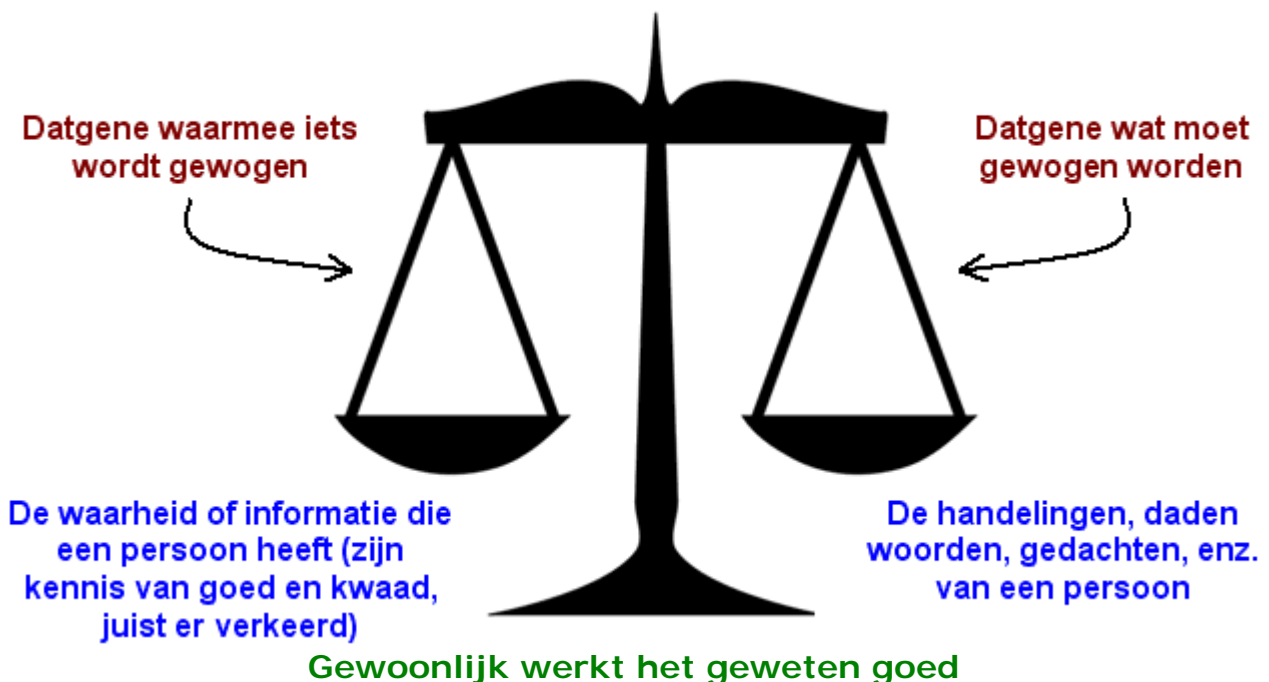 Datgene waarmee iets
wordt gewogen
Datgene wat moet
gewogen worden
De waarheid of informatie die
een persoon heeft (zijn
kennis van goed en kwaad,
juist er verkeerd)
De handelingen, daden
woorden, gedachten, enz.
van een persoon
Gewoonlijk werkt het geweten goed